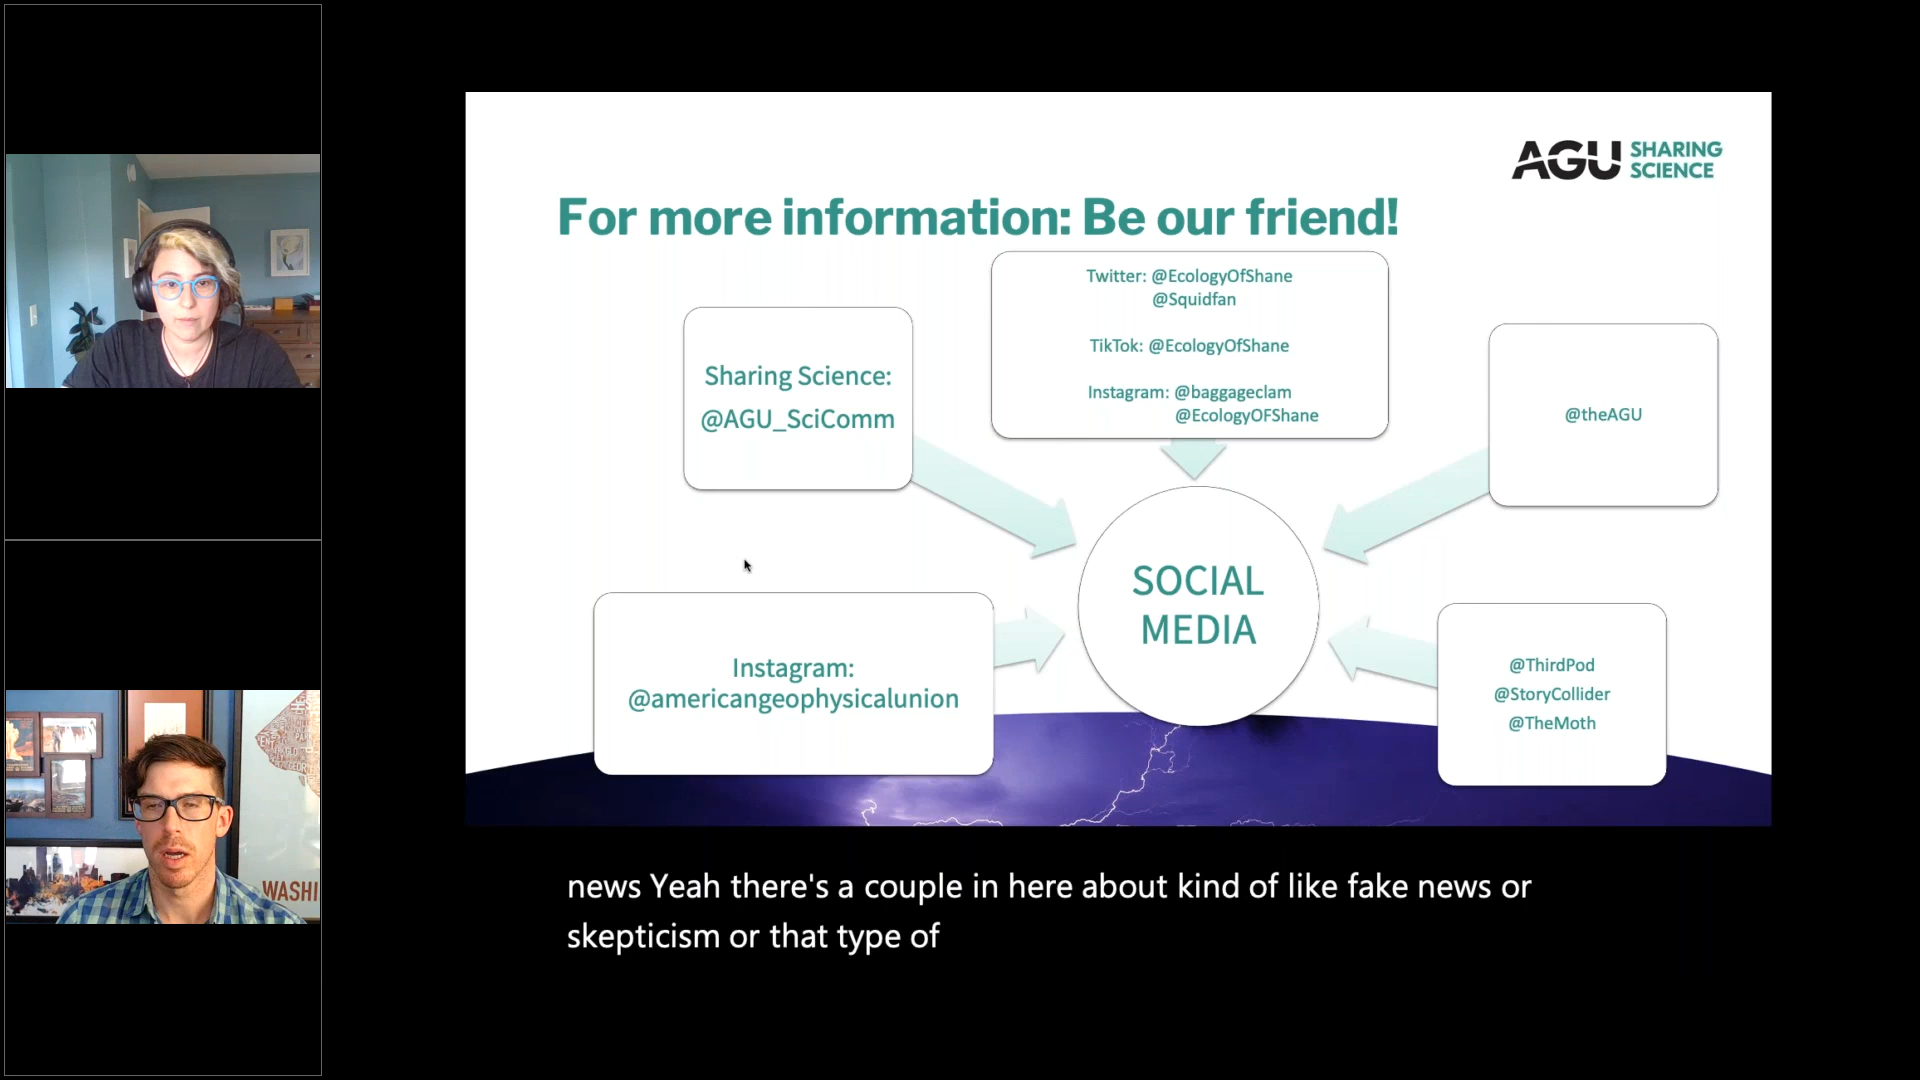 AGU SHARING
SCIENCE
For more information: Be our friend!
Twitter: @EcologyOfShane
@Squidfan
TikTok: @EcologyOfShane
Instagram: @baggageclam
@EcologyOFShane
Sharing Science:
@AGU_SciComm
@theAGU
SOCIAL
MEDIA
Instagram:
@americangeophysicalunion
@ThirdPod
@StoryCollider
@TheMoth
WASHI
news Yeah there's a couple in here about kind of like fake news or
skepticism or that type of